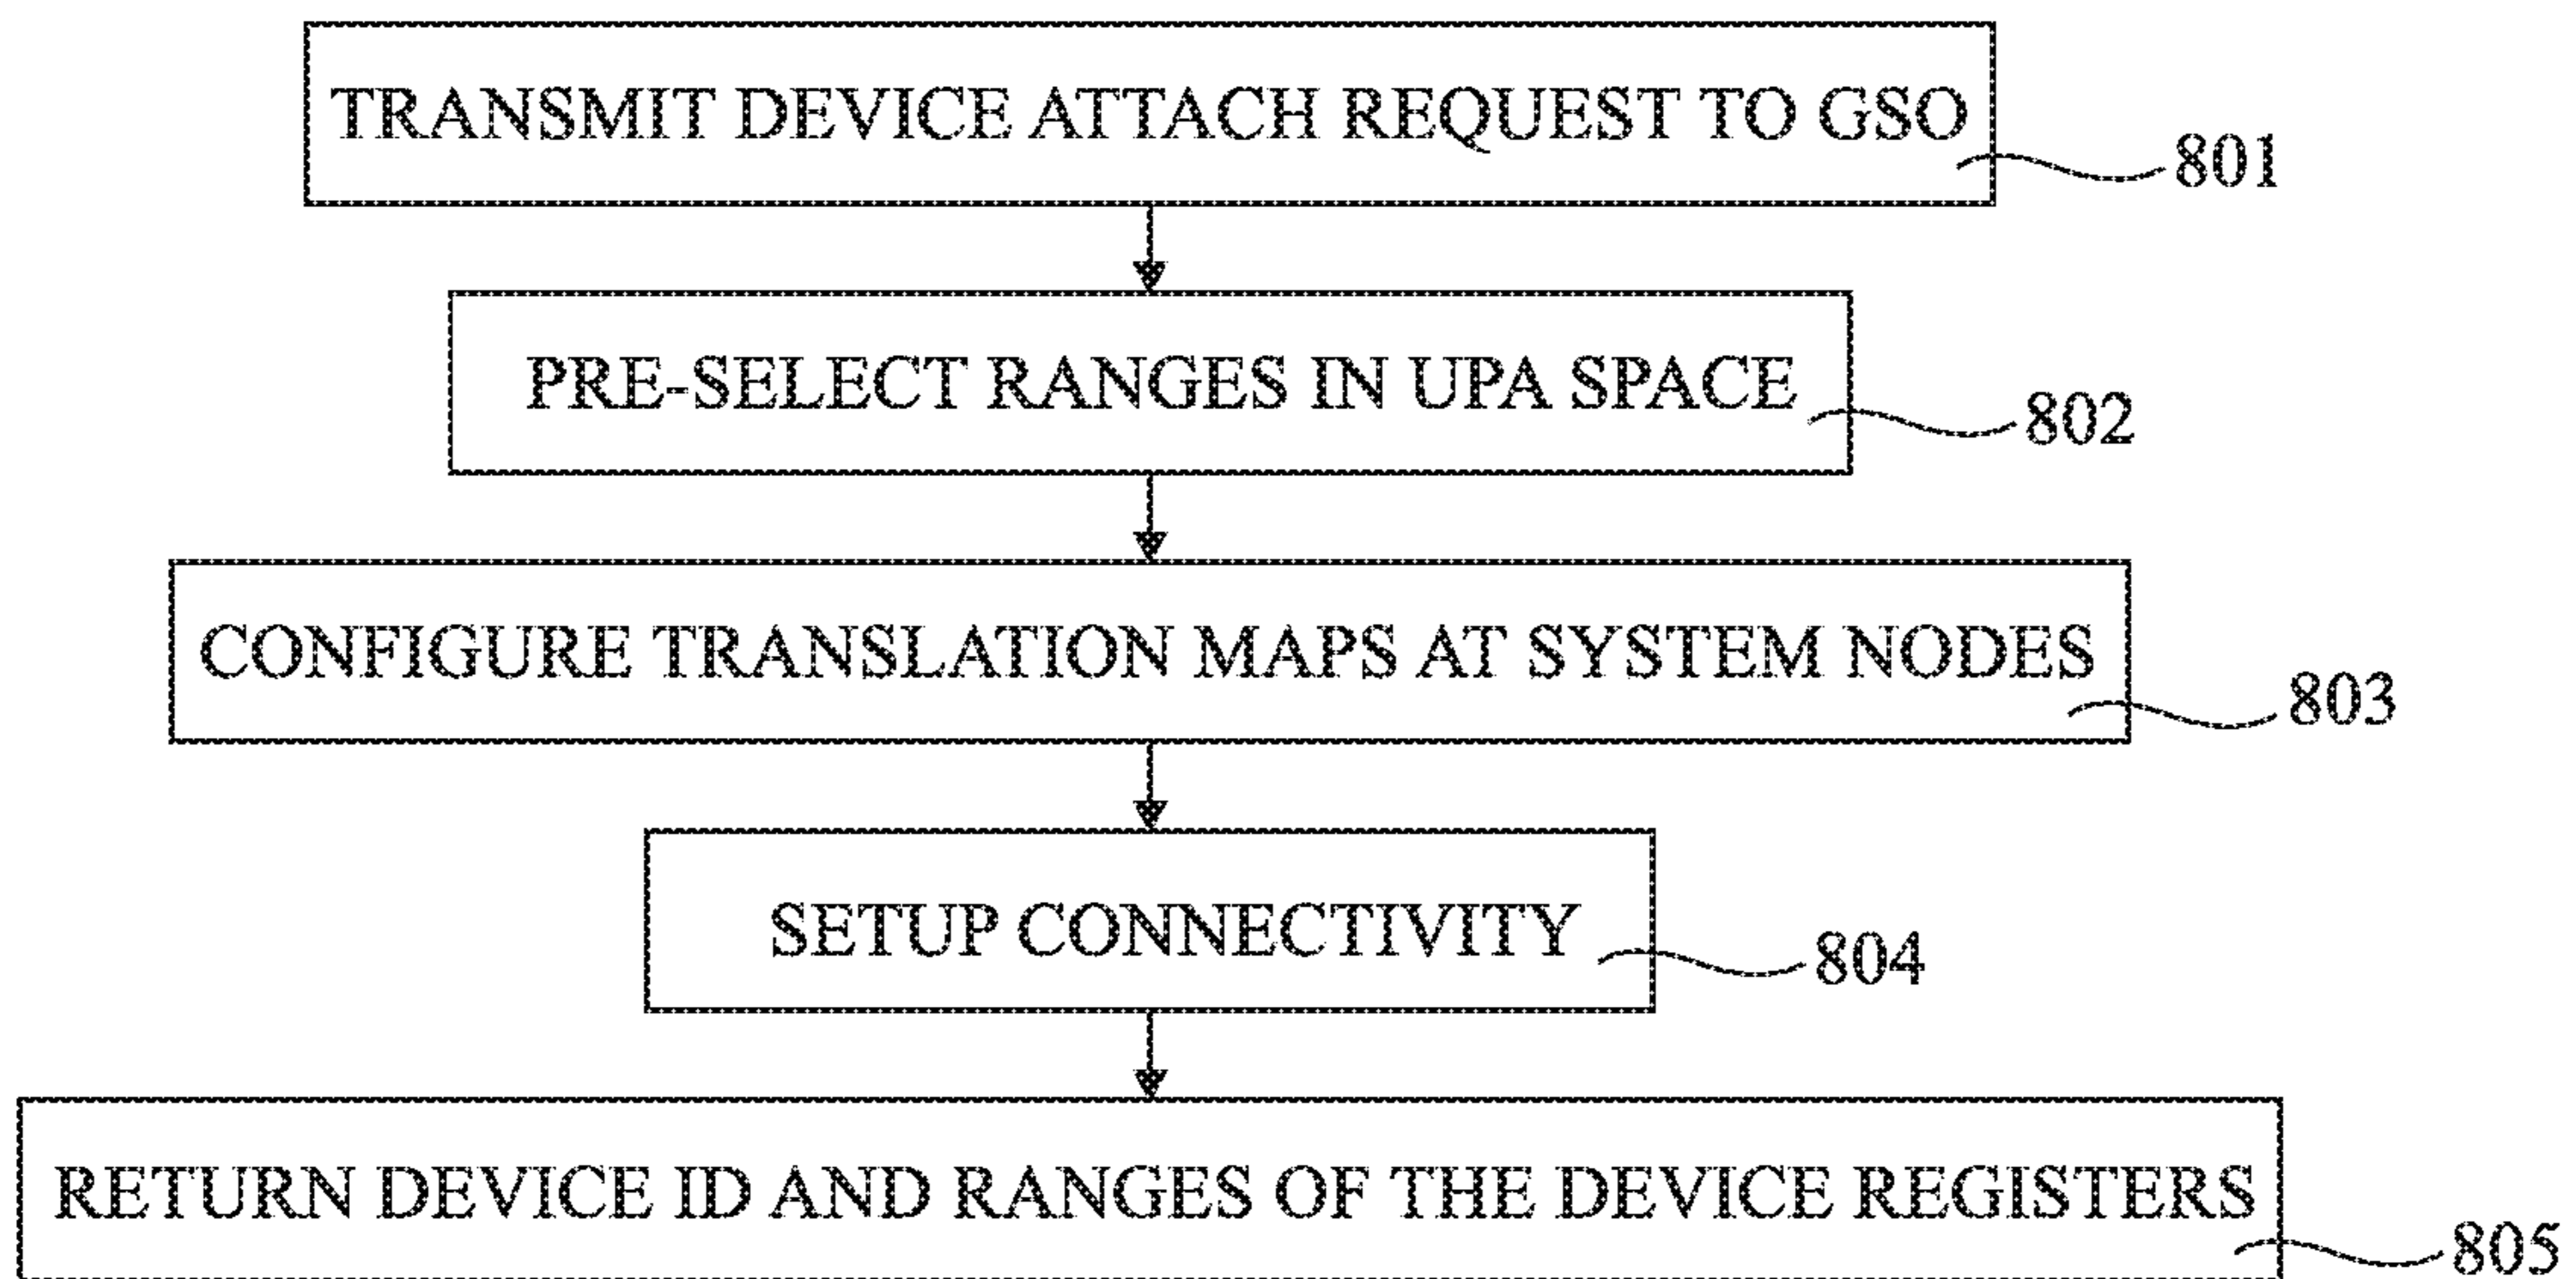 TRANSMIT DEVICE ATTACH REQUEST TO GSO
801
PRE-SELECT RANGES IN UPA SPACE
802
CONFIGURE TRANSLATION MAPS AT SYSTEM NODES
803
SETUP CONNECTIVITY
804
RETURN DEVICE ID AND RANGES OF THE DEVICE REGISTERS
805